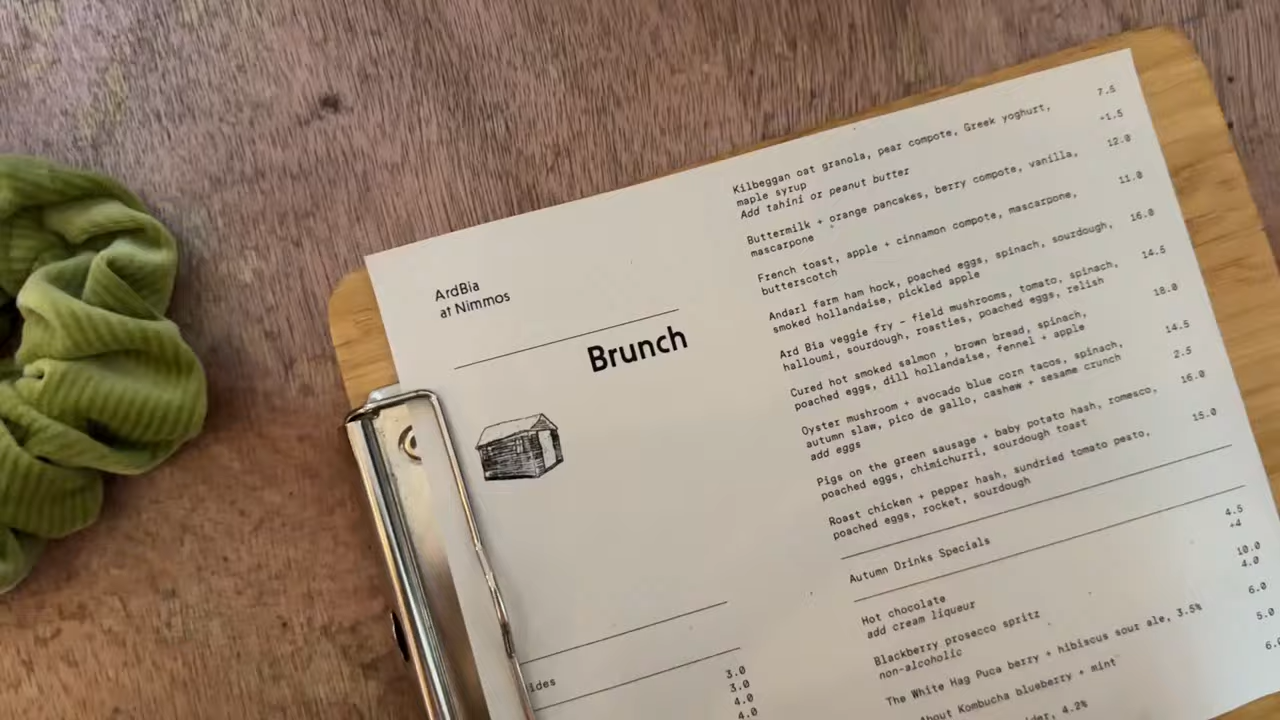 ArdBia
at Nimmos
Brunch
ides
3.0
3.0
4.0
4.0
Kilbeggan oat granola, pear compote, Greek yoghurt, 7.5
maple syrup
Add tahini or peanut butter +1.5
Buttermilk + orange pancakes, berry compote, vanilla, 12.0
mascarpone
French toast, apple + cinnamon compote, mascarpone, 11.0
butterscotch
Andarl farm ham hock, poached eggs, spinach, sourdough, 16.0
smoked hollandaise, pickled apple
Ard Bia veggie fry - field mushrooms, tomato, spinach, 14.5
halloumi, sourdough, roasties, poached eggs, relish
Cured hot smoked salmon , brown bread, spinach, 18.0
poached eggs, dill hollandaise, fennel + apple
Oyster mushroom + avocado blue corn tacos, spinach, 14.5
autumn slaw, pico de gallo, cashew + sesame crunch
add eggs 2.5
Pigs on the green sausage + baby potato hash, romesco, 16.0
poached eggs, chimichurri, sourdough toast
Roast chicken + pepper hash, sundried tomato pesto, 15.0
poached eggs, rocket, sourdough
Autumn Drinks Specials
Hot chocolate 4.5
add cream liqueur +4
Blackberry prosecco spritz 10.0
non-alcoholic 4.0
The White Hag Puca berry + hibiscus sour ale, 3.5% 6.0
bout Kombucha blueberry + mint 5.0
ider, 4.2% 6.